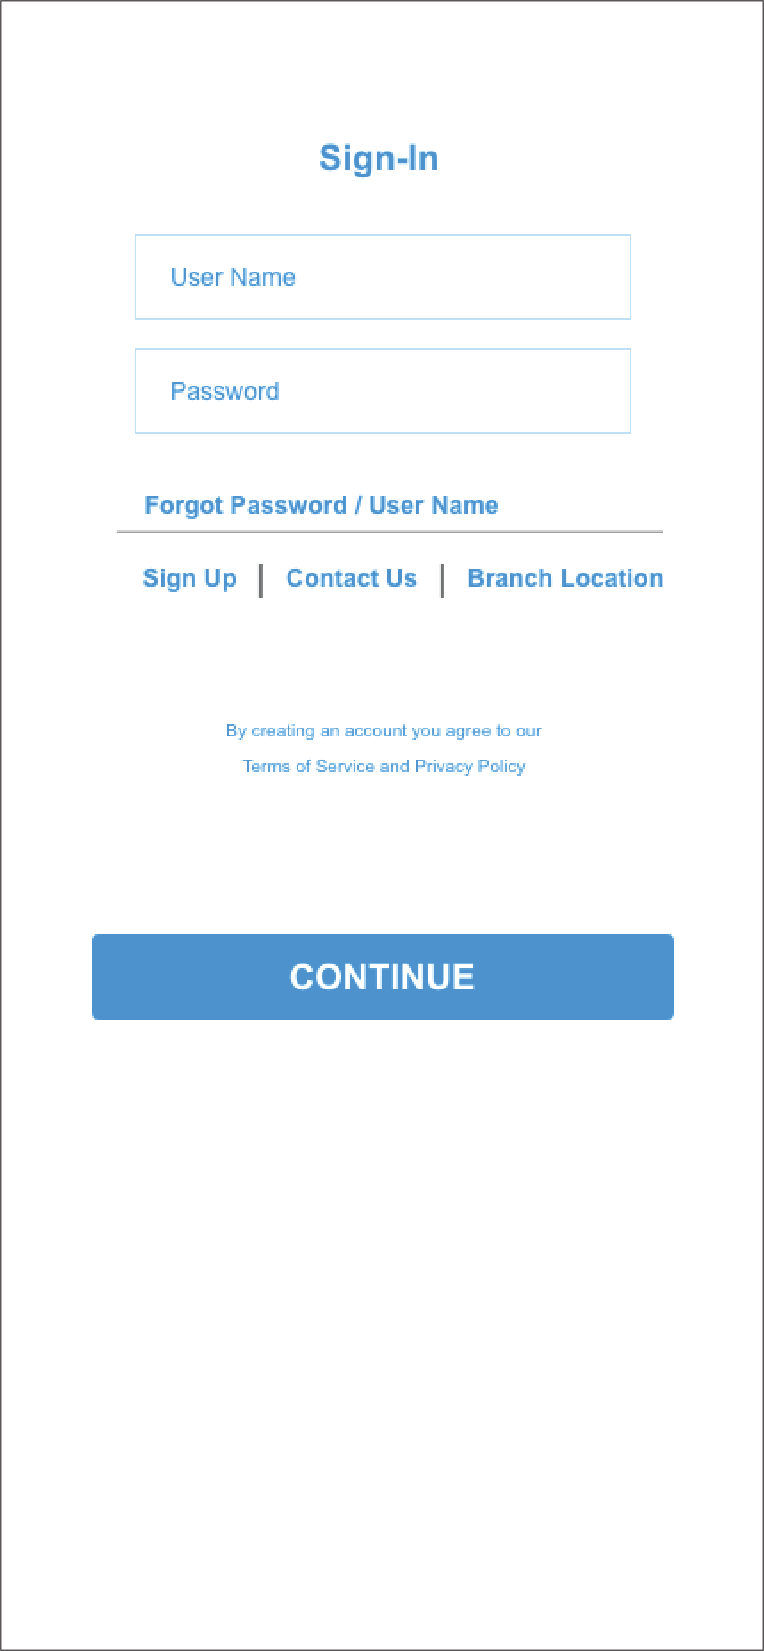 Sign-In
User Name
Password
Forgot Password / User Name
Sign Up | Contact Us | Branch Location
By creating an account you agree to our
Terms of Service and Privacy Policy
CONTINUE